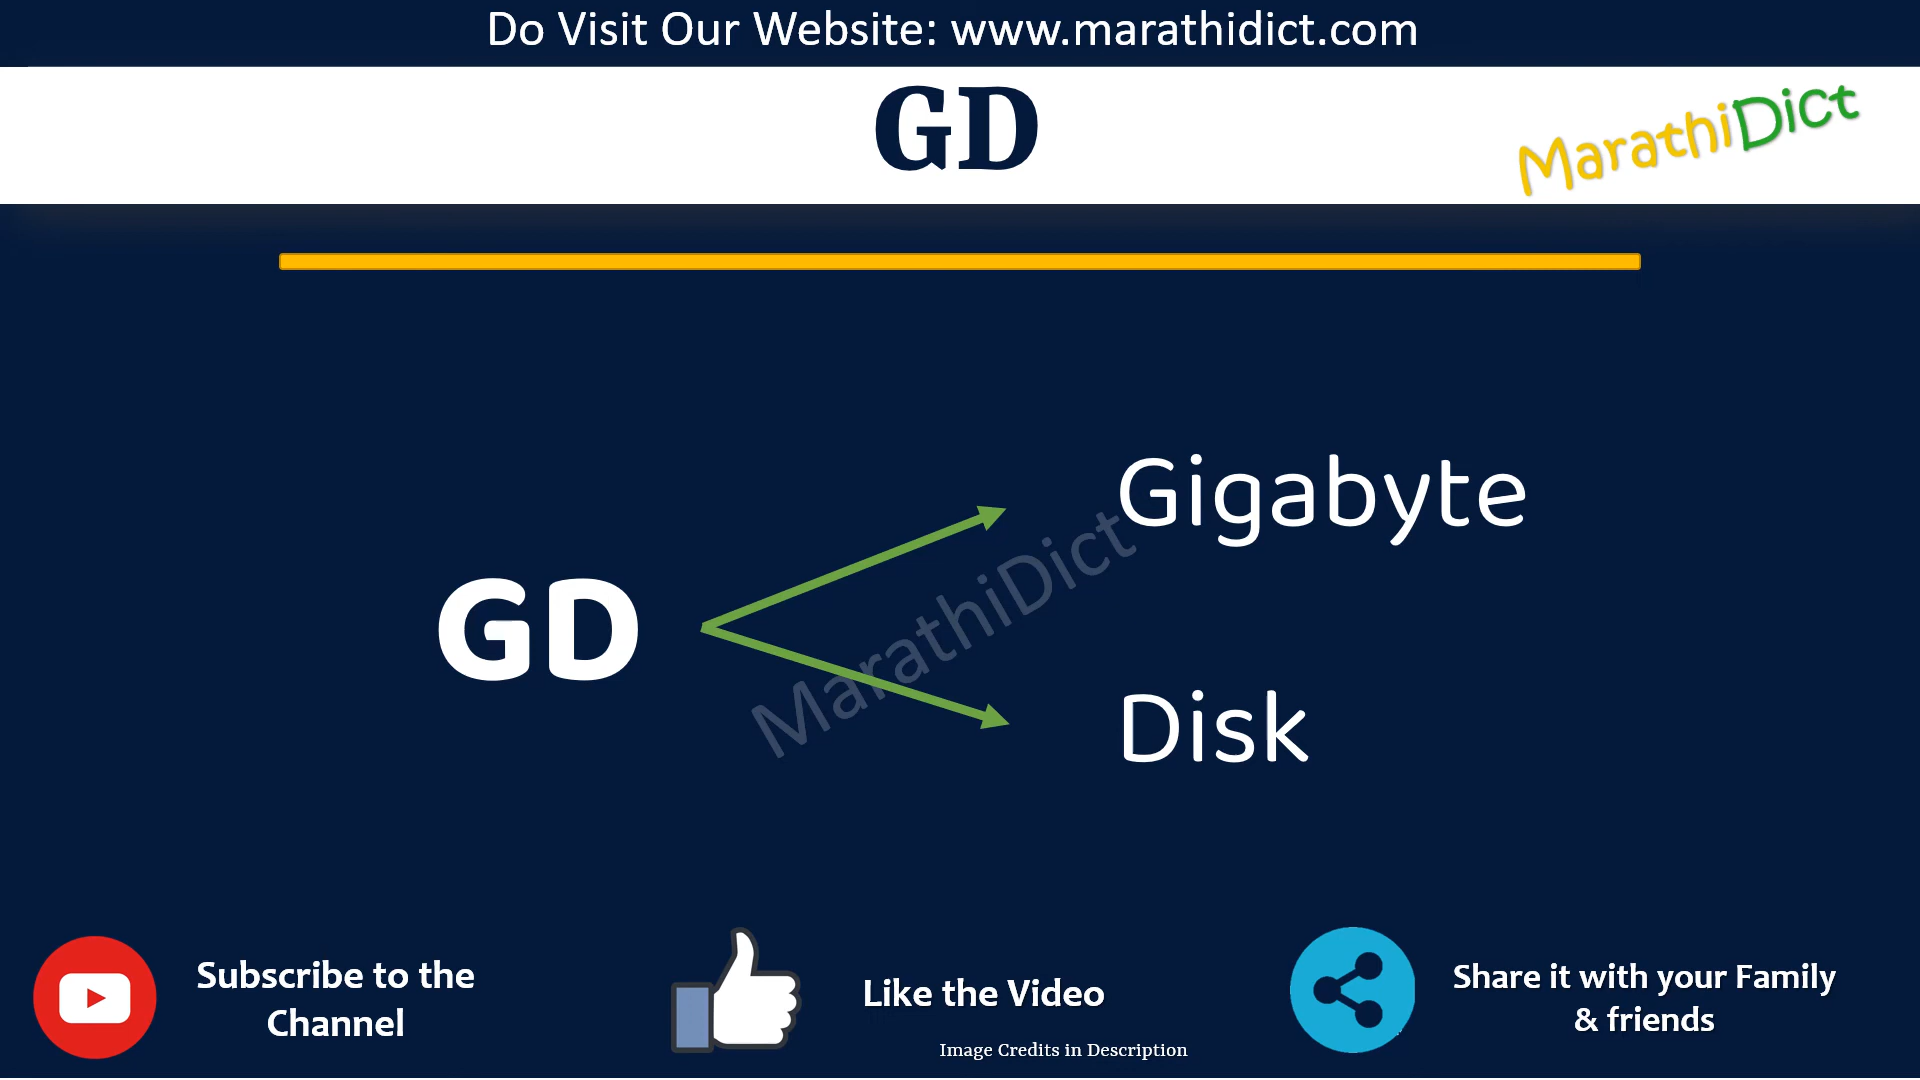 Do Visit Our Website: www.marathidict.com
GD
MarathiDict
Gigabyte
GD
MarathiDict
Disk
Subscribe to the
Channel
Like the Video
Share it with your Family
& friends
Image Credits in Description